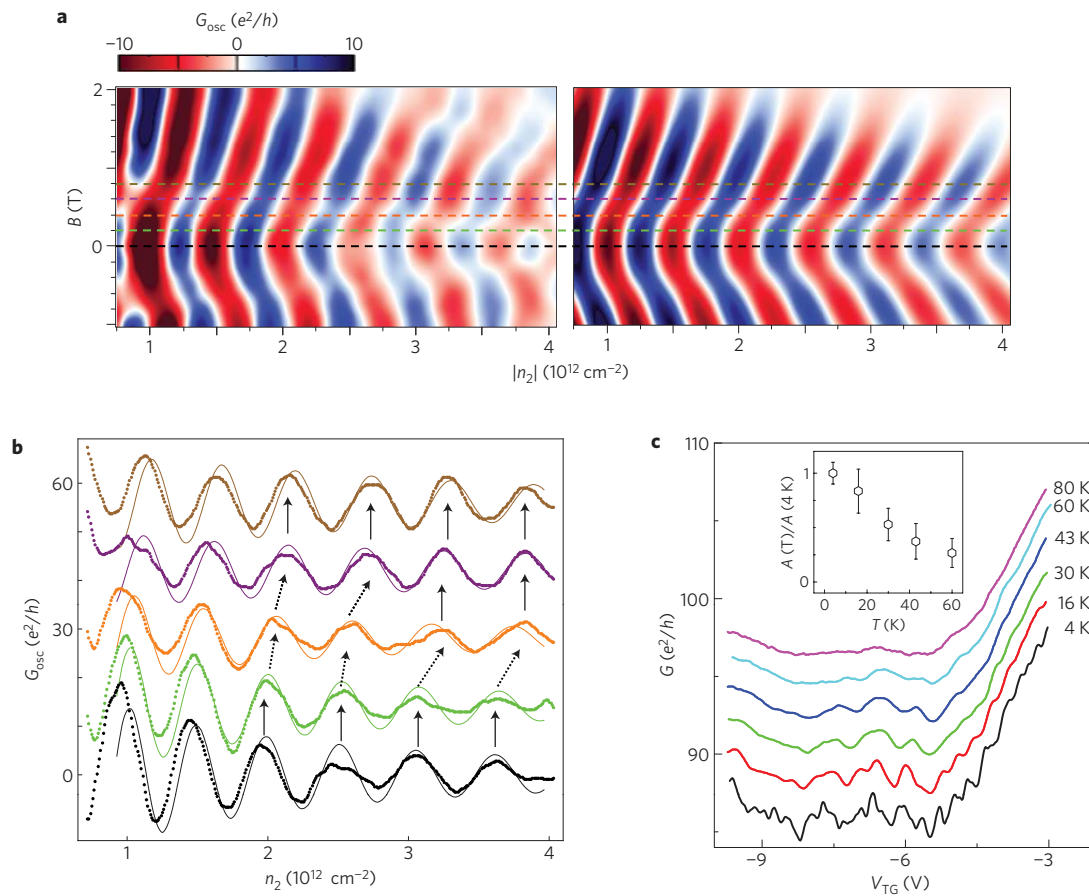 a
G_osc (e²/h)
−10 0 10
B (T)
2
0
1 2 3 4
1 2 3 4
|n₂| (10¹² cm⁻²)
b
G_osc (e²/h)
60
30
0
1 2 3 4
n₂ (10¹² cm⁻²)
c
G (e²/h)
110
100
90
A (T)/A (4 K)
1
0
0 20 40 60
T (K)
80 K
60 K
43 K
30 K
16 K
4 K
−9 −6 −3
V_TG (V)